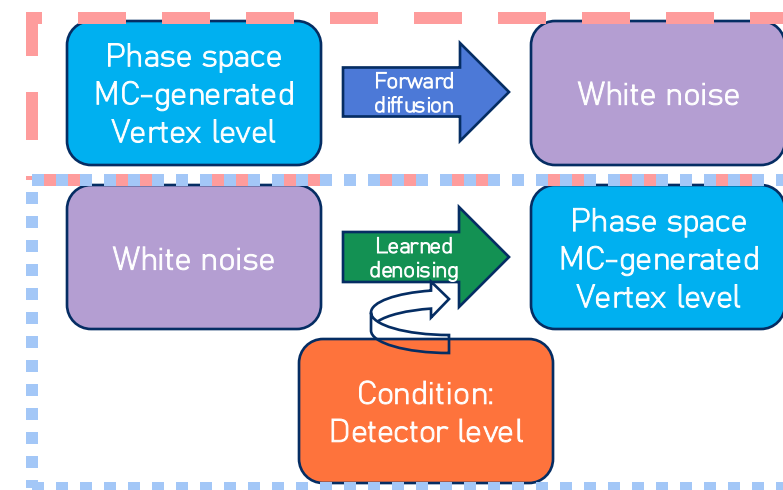 Phase space
MC-generated
Vertex level
Forward
diffusion
White noise
White noise
Learned
denoising
Phase space
MC-generated
Vertex level
Condition:
Detector level